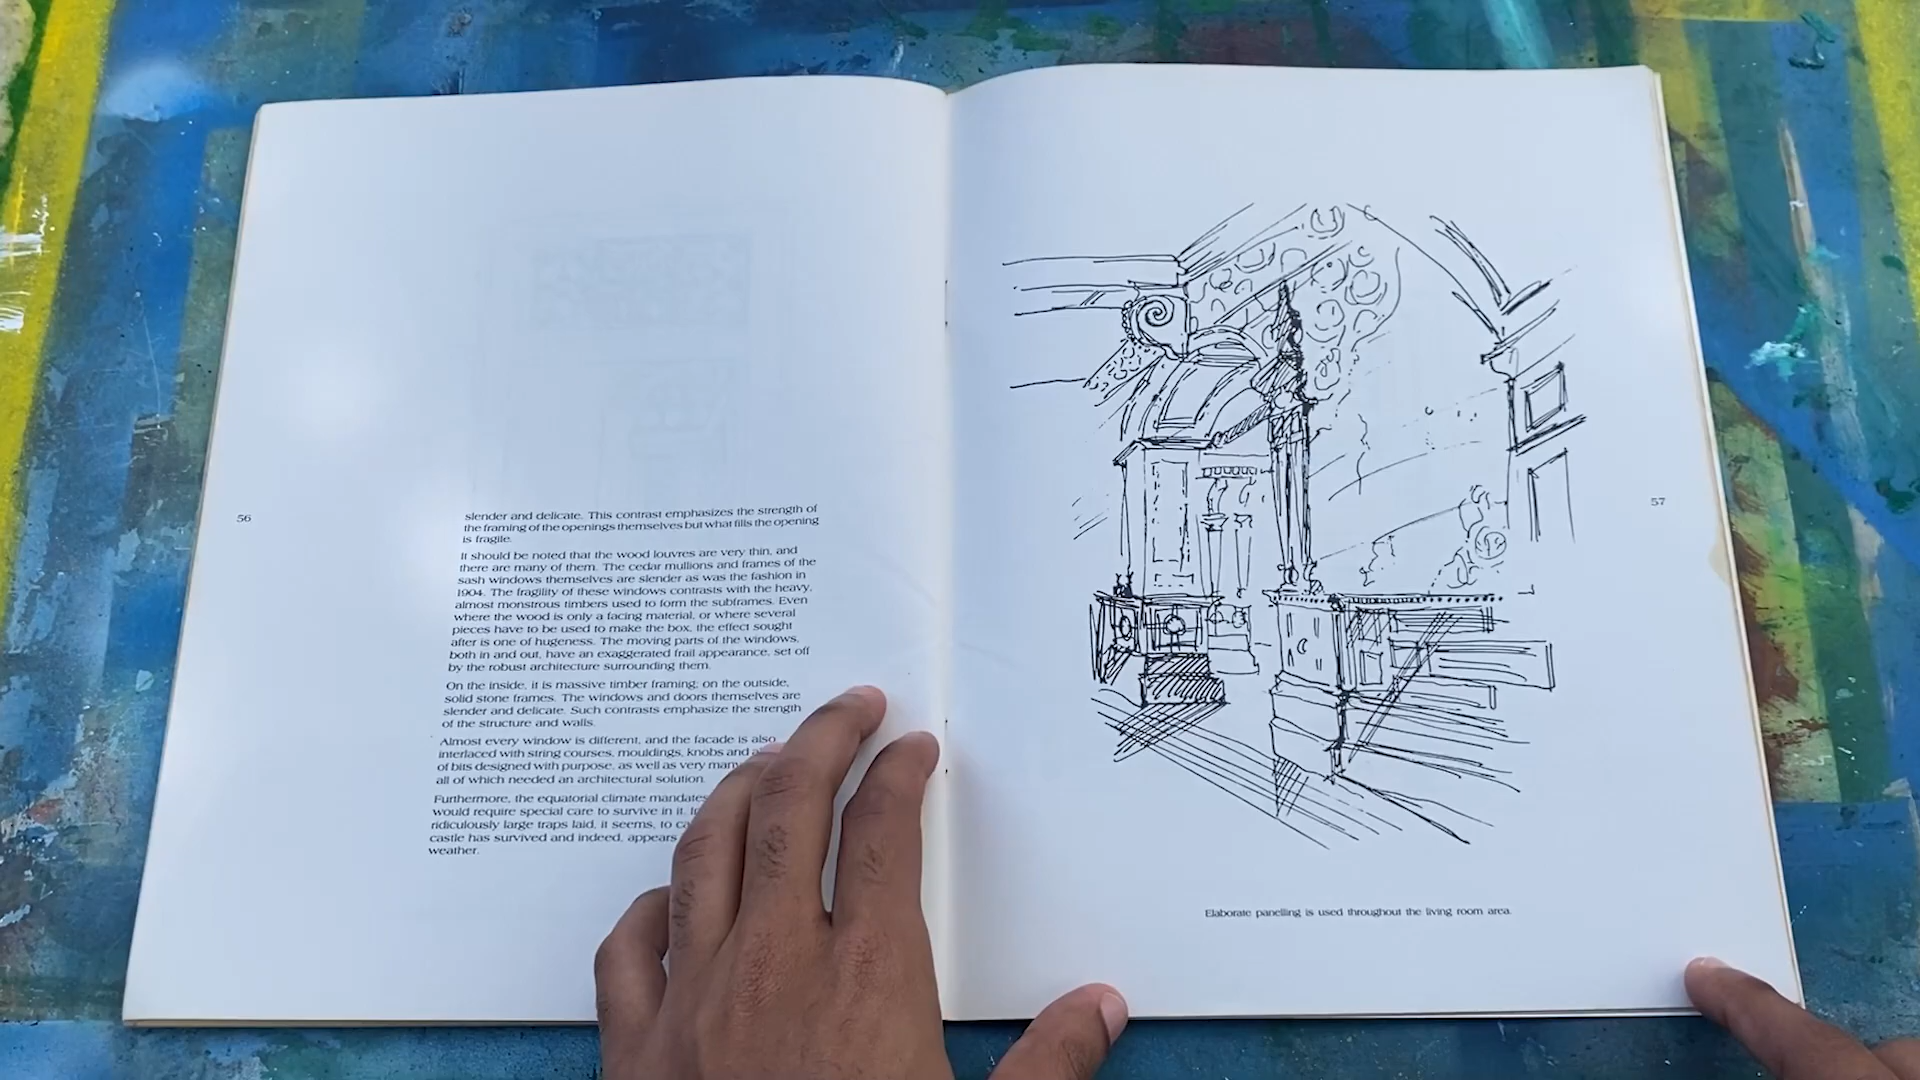 56
slender and delicate. This contrast emphasizes the strength of
the framing of the openings themselves but what fills the opening
is fragile.
It should be noted that the wood louvres are very thin, and
there are many of them. The cedar mullions and frames of the
sash windows themselves are slender as was the fashion in
1904. The fragility of these windows contrasts with the heavy,
almost monstrous timbers used to form the subframes. Even
where the wood is only a facing material, or where several
pieces have to be used to make the box, the effect sought
after is one of hugeness. The moving parts of the windows,
both in and out, have an exaggerated frail appearance, set off
by the robust architecture surrounding them.
On the inside, it is massive timber framing; on the outside,
solid stone frames. The windows and doors themselves are
slender and delicate. Such contrasts emphasize the strength
of the structure and walls.
Almost every window is different, and the facade is also
interlaced with string courses, mouldings, knobs and
of bits designed with purpose, as well as very many
all of which needed an architectural solution.
Furthermore, the equatorial climate mandates
would require special care to survive in it.
ridiculously large traps laid, it seems, to
castle has survived and indeed, appears
weather.
57
Elaborate panelling is used throughout the living room area.